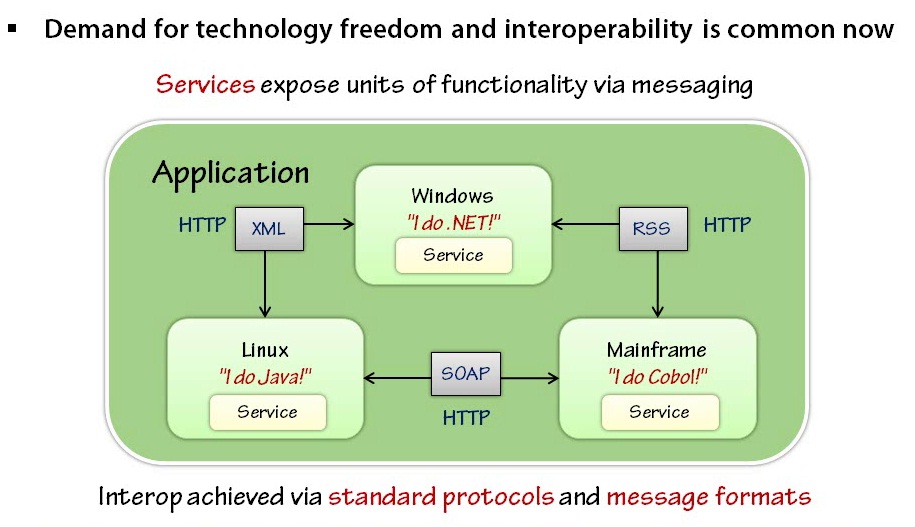 ▪ Demand for technology freedom and interoperability is common now
Services expose units of functionality via messaging
Application
Windows
"I do .NET!"
Service
HTTP
XML
RSS
HTTP
Linux
"I do Java!"
Service
SOAP
HTTP
Mainframe
"I do Cobol!"
Service
Interop achieved via standard protocols and message formats